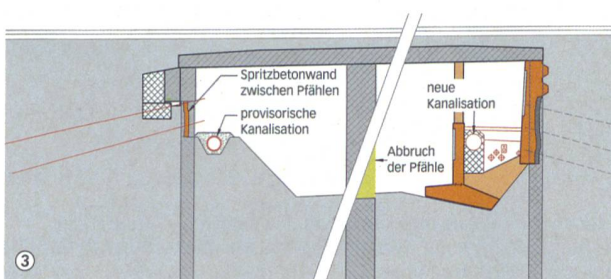 Spritzbetonwand
zwischen Pfählen
provisorische
Kanalisation
neue
Kanalisation
Abbruch
der Pfähle
3